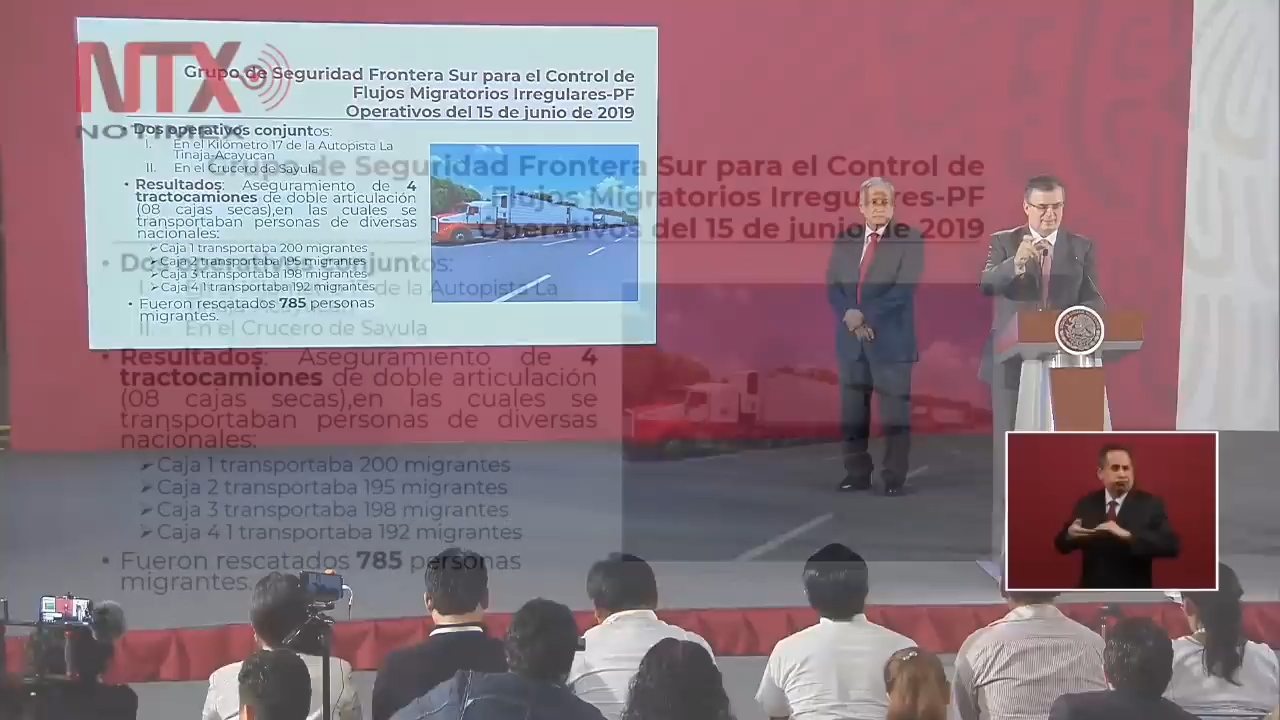 NTX
NOTIMEX
Grupo de Seguridad Frontera Sur para el Control de
Flujos Migratorios Irregulares-PF
Operativos del 15 de junio de 2019
Dos operativos conjuntos:
I. En el Kilómetro 17 de la Autopista La
Tinaja-Acayucan
II. En el Crucero de Sayula
• Resultados: Aseguramiento de 4
tractocamiones de doble articulación
(08 cajas secas),en las cuales se
transportaban personas de diversas
nacionales:
➢ Caja 1 transportaba 200 migrantes
➢ Caja 2 transportaba 195 migrantes
➢ Caja 3 transportaba 198 migrantes
➢ Caja 4 1 transportaba 192 migrantes
• Fueron rescatados 785 personas
migrantes.
de Seguridad Frontera Sur para el Control de
Flujos Migratorios Irregulares-PF
Operativos del 15 de junio de 2019
• Dos operativos conjuntos:
I. de la Autopista La
II. En el Crucero de Sayula
• Resultados: Aseguramiento de 4
tractocamiones de doble articulación
(08 cajas secas),en las cuales se
transportaban personas de diversas
nacionales:
➢ Caja 1 transportaba 200 migrantes
➢ Caja 2 transportaba 195 migrantes
➢ Caja 3 transportaba 198 migrantes
➢ Caja 4 1 transportaba 192 migrantes
• Fueron rescatados 785 personas
migrantes.